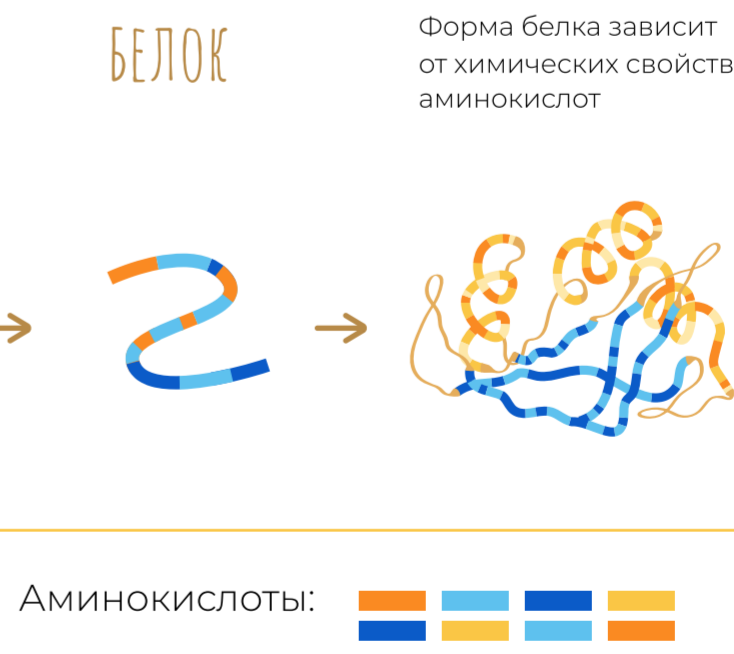 БЕЛОК
Форма белка зависит
от химических свойств
аминокислот
Аминокислоты: